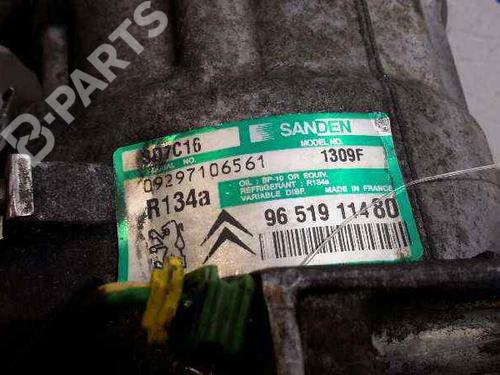 B-PARTS
SD7C16
SANDEN
SERIAL NO.
MODEL NO.
09297106561
1309F
R134a
OIL : SP-10 OR EQUIV.
REFRIGERANT : R134a
VARIABLE DISP. MADE IN FRANCE
96 519 114 80